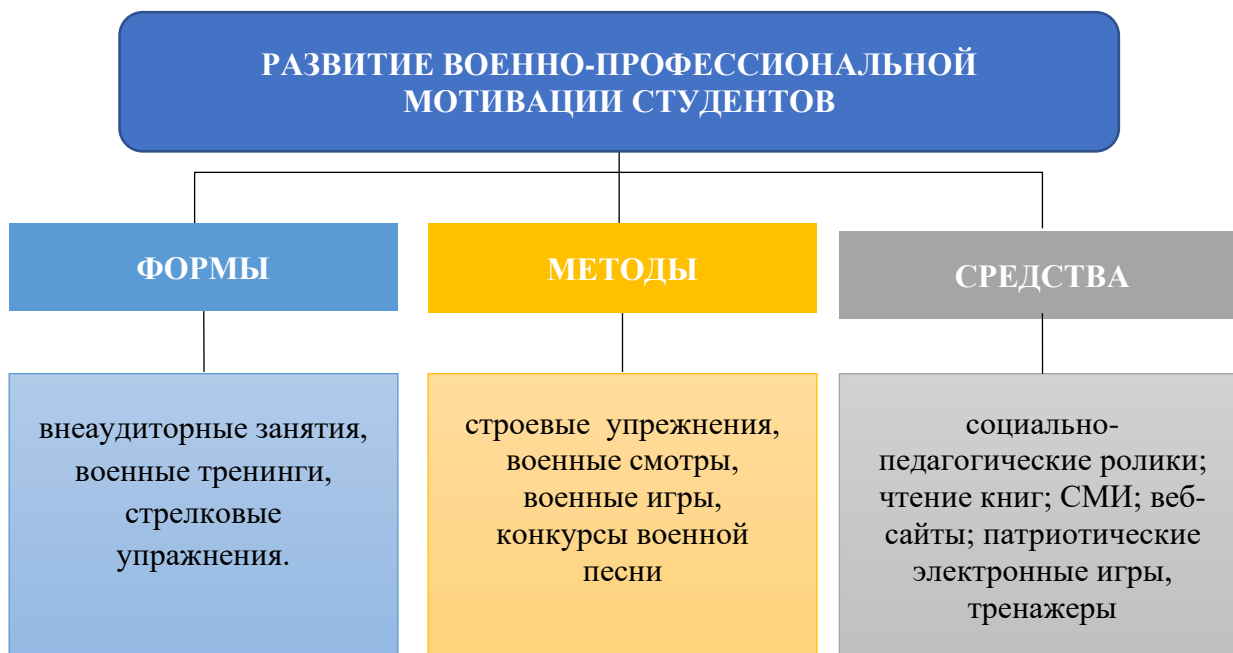 РАЗВИТИЕ ВОЕННО-ПРОФЕССИОНАЛЬНОЙ
МОТИВАЦИИ СТУДЕНТОВ
ФОРМЫ
МЕТОДЫ
СРЕДСТВА
внеаудиторные занятия,
военные тренинги,
стрелковые
упражнения.
строевые упрежнения,
военные смотры,
военные игры,
конкурсы военной
песни
социально-
педагогические ролики;
чтение книг; СМИ; веб-
сайты; патриотические
электронные игры,
тренажеры